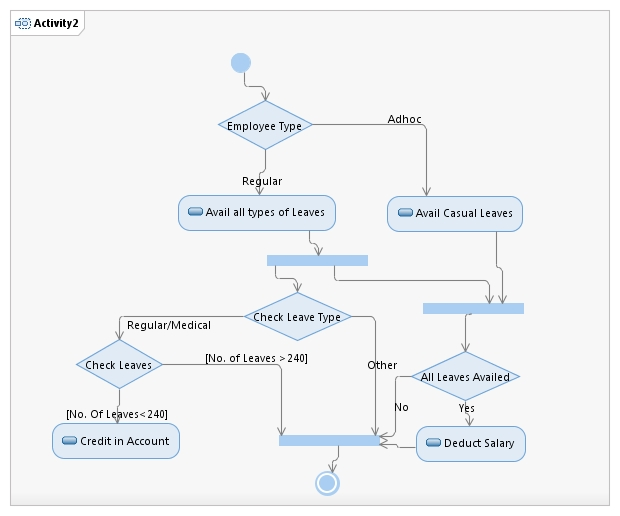 Activity2
Employee Type
Adhoc
Regular
Avail all types of Leaves
Avail Casual Leaves
Check Leave Type
Regular/Medical
[No. of Leaves >240]
Other
Check Leaves
All Leaves Availed
No
Yes
[No. Of Leaves<240]
Credit in Account
Deduct Salary